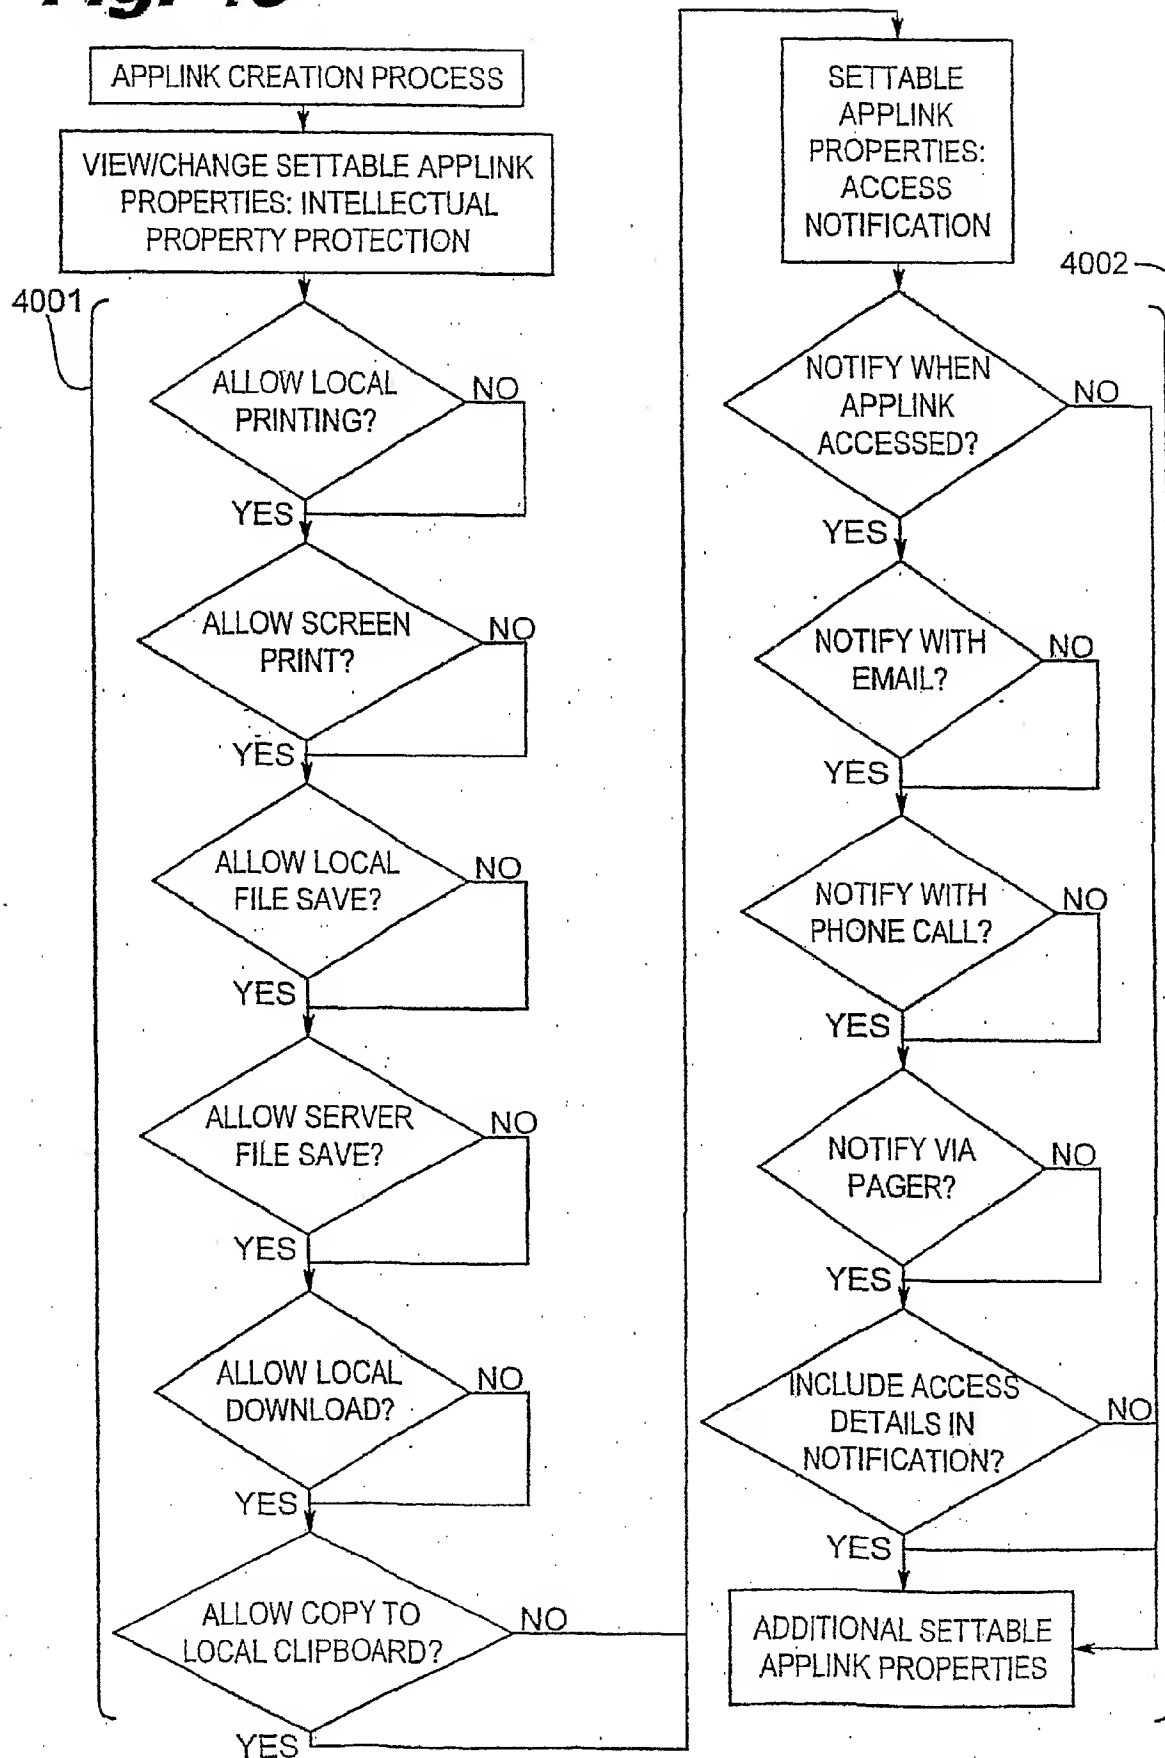 APPLINK CREATION PROCESS
VIEW/CHANGE SETTABLE APPLINK
PROPERTIES: INTELLECTUAL
PROPERTY PROTECTION
4001
ALLOW LOCAL
PRINTING?
NO
YES
ALLOW SCREEN
PRINT?
NO
YES
ALLOW LOCAL
FILE SAVE?
NO
YES
ALLOW SERVER
FILE SAVE?
NO
YES
ALLOW LOCAL
DOWNLOAD?
NO
YES
ALLOW COPY TO
LOCAL CLIPBOARD?
NO
YES
SETTABLE
APPLINK
PROPERTIES:
ACCESS
NOTIFICATION
4002
NOTIFY WHEN
APPLINK
ACCESSED?
NO
YES
NOTIFY WITH
EMAIL?
NO
YES
NOTIFY WITH
PHONE CALL?
NO
YES
NOTIFY VIA
PAGER?
NO
YES
INCLUDE ACCESS
DETAILS IN
NOTIFICATION?
NO
YES
ADDITIONAL SETTABLE
APPLINK PROPERTIES